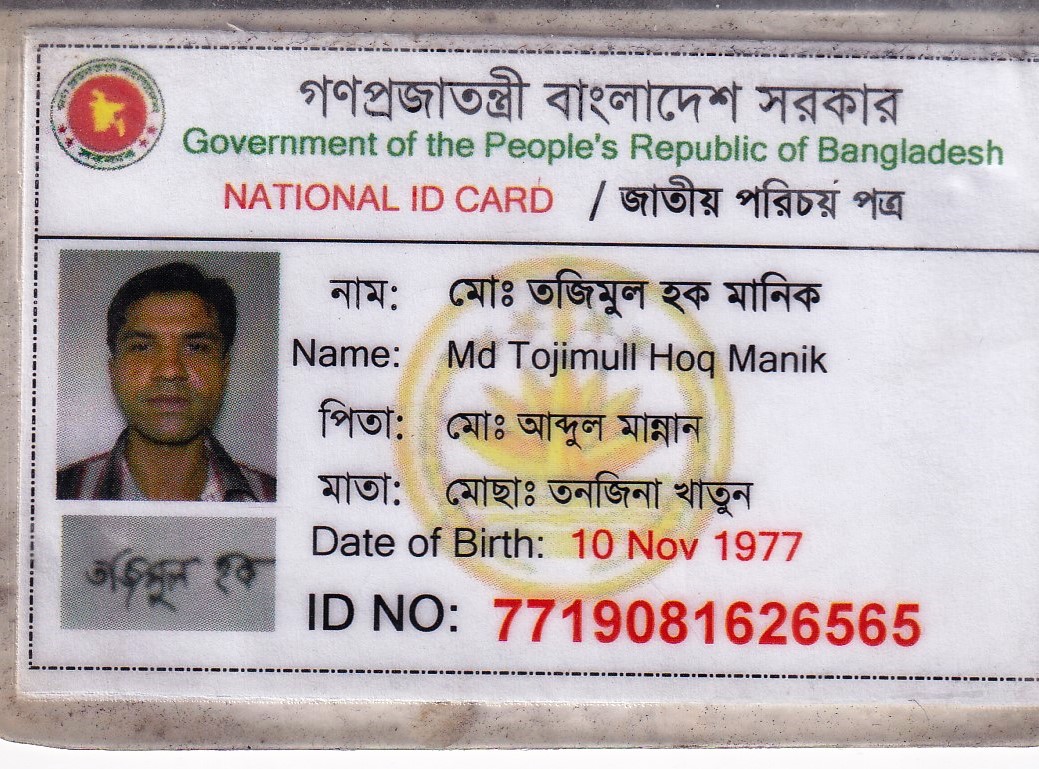 গণপ্রজাতন্ত্রী বাংলাদেশ সরকার
Government of the People's Republic of Bangladesh
NATIONAL ID CARD / জাতীয় পরিচয় পত্র
নাম: মোঃ তজিমুল হক মানিক
Name: Md Tojimull Hoq Manik
পিতা: মোঃ আব্দুল মান্নান
মাতা: মোছাঃ তনজিনা খাতুন
Date of Birth: 10 Nov 1977
ID NO: 7719081626565
তজিমুল হক